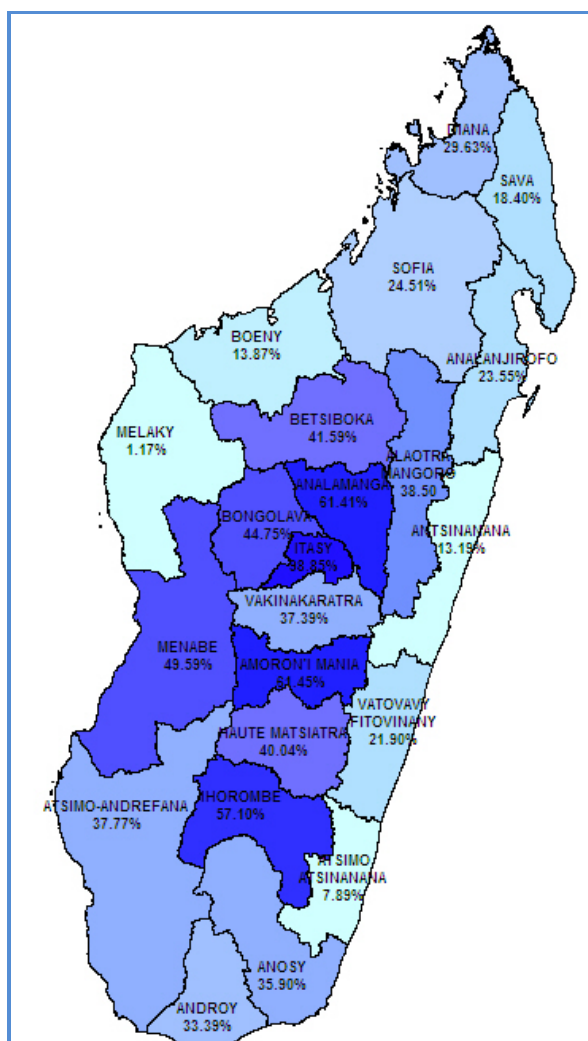 DIANA
29.63%
SAVA
18.40%
SOFIA
24.51%
BOENY
13.87%
ANALANJIROFO
23.55%
MELAKY
1.17%
BETSIBOKA
41.59%
ALAOTRA
MANGORO
38.50
ANALAMANGA
61.41%
BONGOLAVA
44.75%
ANTSINANANA
13.19%
ITASY
98.85%
VAKINAKARATRA
37.39%
MENABE
49.59%
AMORON'I MANIA
61.45%
VATOVAVY
FITOVINANY
21.90%
HAUTE MATSIATRA
40.04%
ATSIMO-ANDREFANA
37.77%
IHOROMBE
57.10%
ATSIMO
ATSINANANA
7.89%
ANOSY
35.90%
ANDROY
33.39%